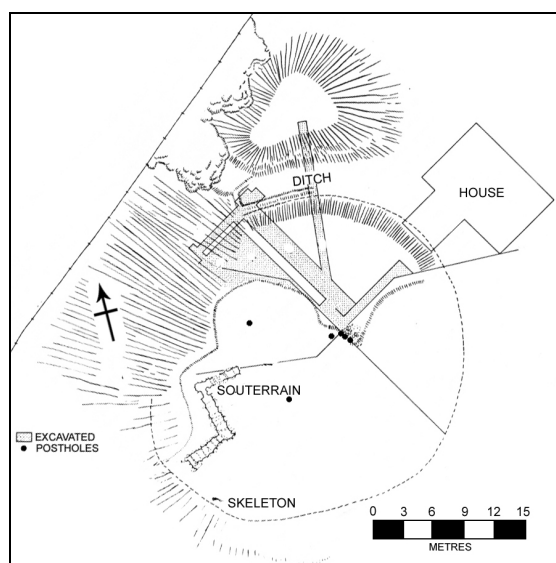 DITCH
HOUSE
SOUTERRAIN
EXCAVATED
POSTHOLES
SKELETON
0 3 6 9 12 15
METRES